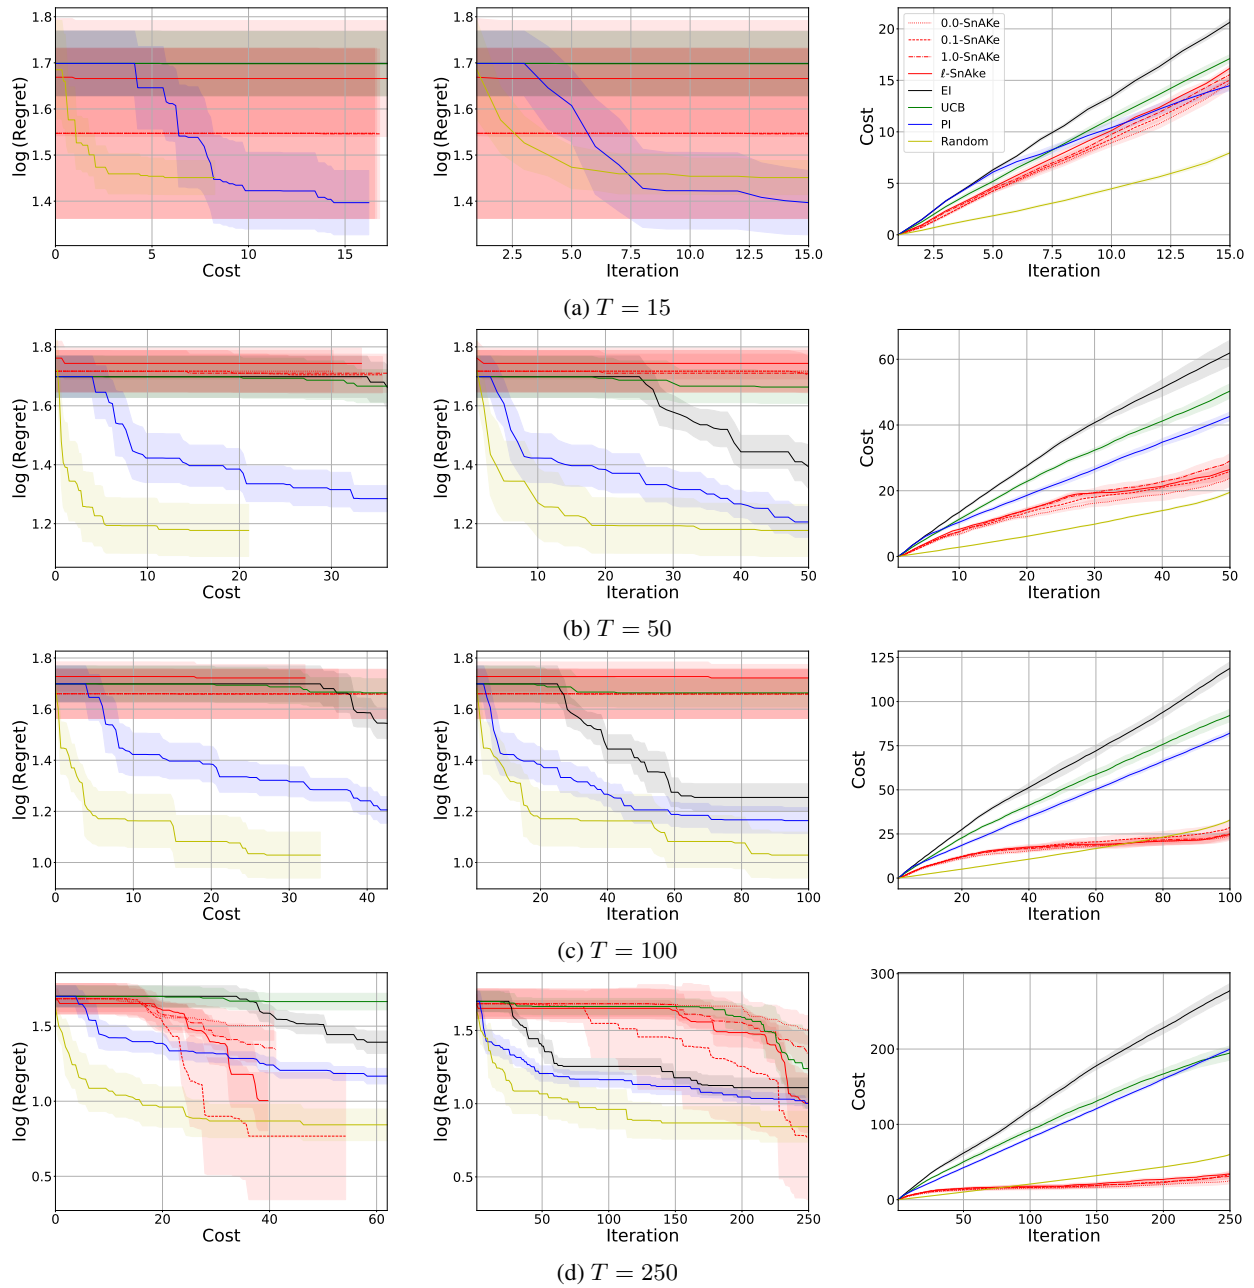 1.8
1.7
1.6
1.5
1.4
log (Regret)
0 5 10 15
Cost
1.8
1.7
1.6
1.5
1.4
log (Regret)
2.5 5.0 7.5 10.0 12.5 15.0
Iteration
20
15
10
5
0
Cost
2.5 5.0 7.5 10.0 12.5 15.0
Iteration
0.0-SnAKe
0.1-SnAKe
1.0-SnAKe
ℓ-SnAke
EI
UCB
PI
Random
(a) T = 15
1.8
1.6
1.4
1.2
log (Regret)
0 10 20 30
Cost
1.8
1.6
1.4
1.2
log (Regret)
10 20 30 40 50
Iteration
60
40
20
0
Cost
10 20 30 40 50
Iteration
(b) T = 50
1.8
1.6
1.4
1.2
1.0
log (Regret)
0 10 20 30 40
Cost
1.8
1.6
1.4
1.2
1.0
log (Regret)
20 40 60 80 100
Iteration
125
100
75
50
25
0
Cost
20 40 60 80 100
Iteration
(c) T = 100
1.5
1.0
0.5
log (Regret)
0 20 40 60
Cost
1.5
1.0
0.5
log (Regret)
50 100 150 200 250
Iteration
300
200
100
0
Cost
50 100 150 200 250
Iteration
(d) T = 250